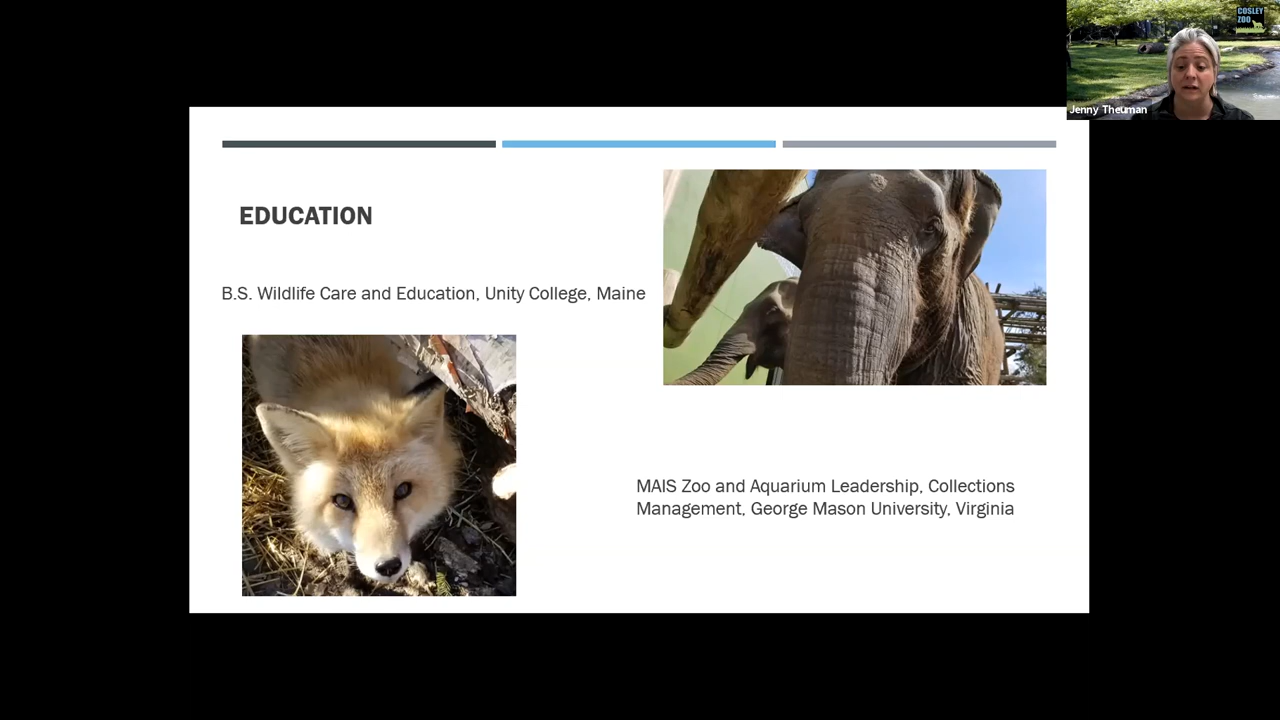 COSLEY
ZOO
Jenny Theuman
EDUCATION
B.S. Wildlife Care and Education, Unity College, Maine
MAIS Zoo and Aquarium Leadership, Collections
Management, George Mason University, Virginia